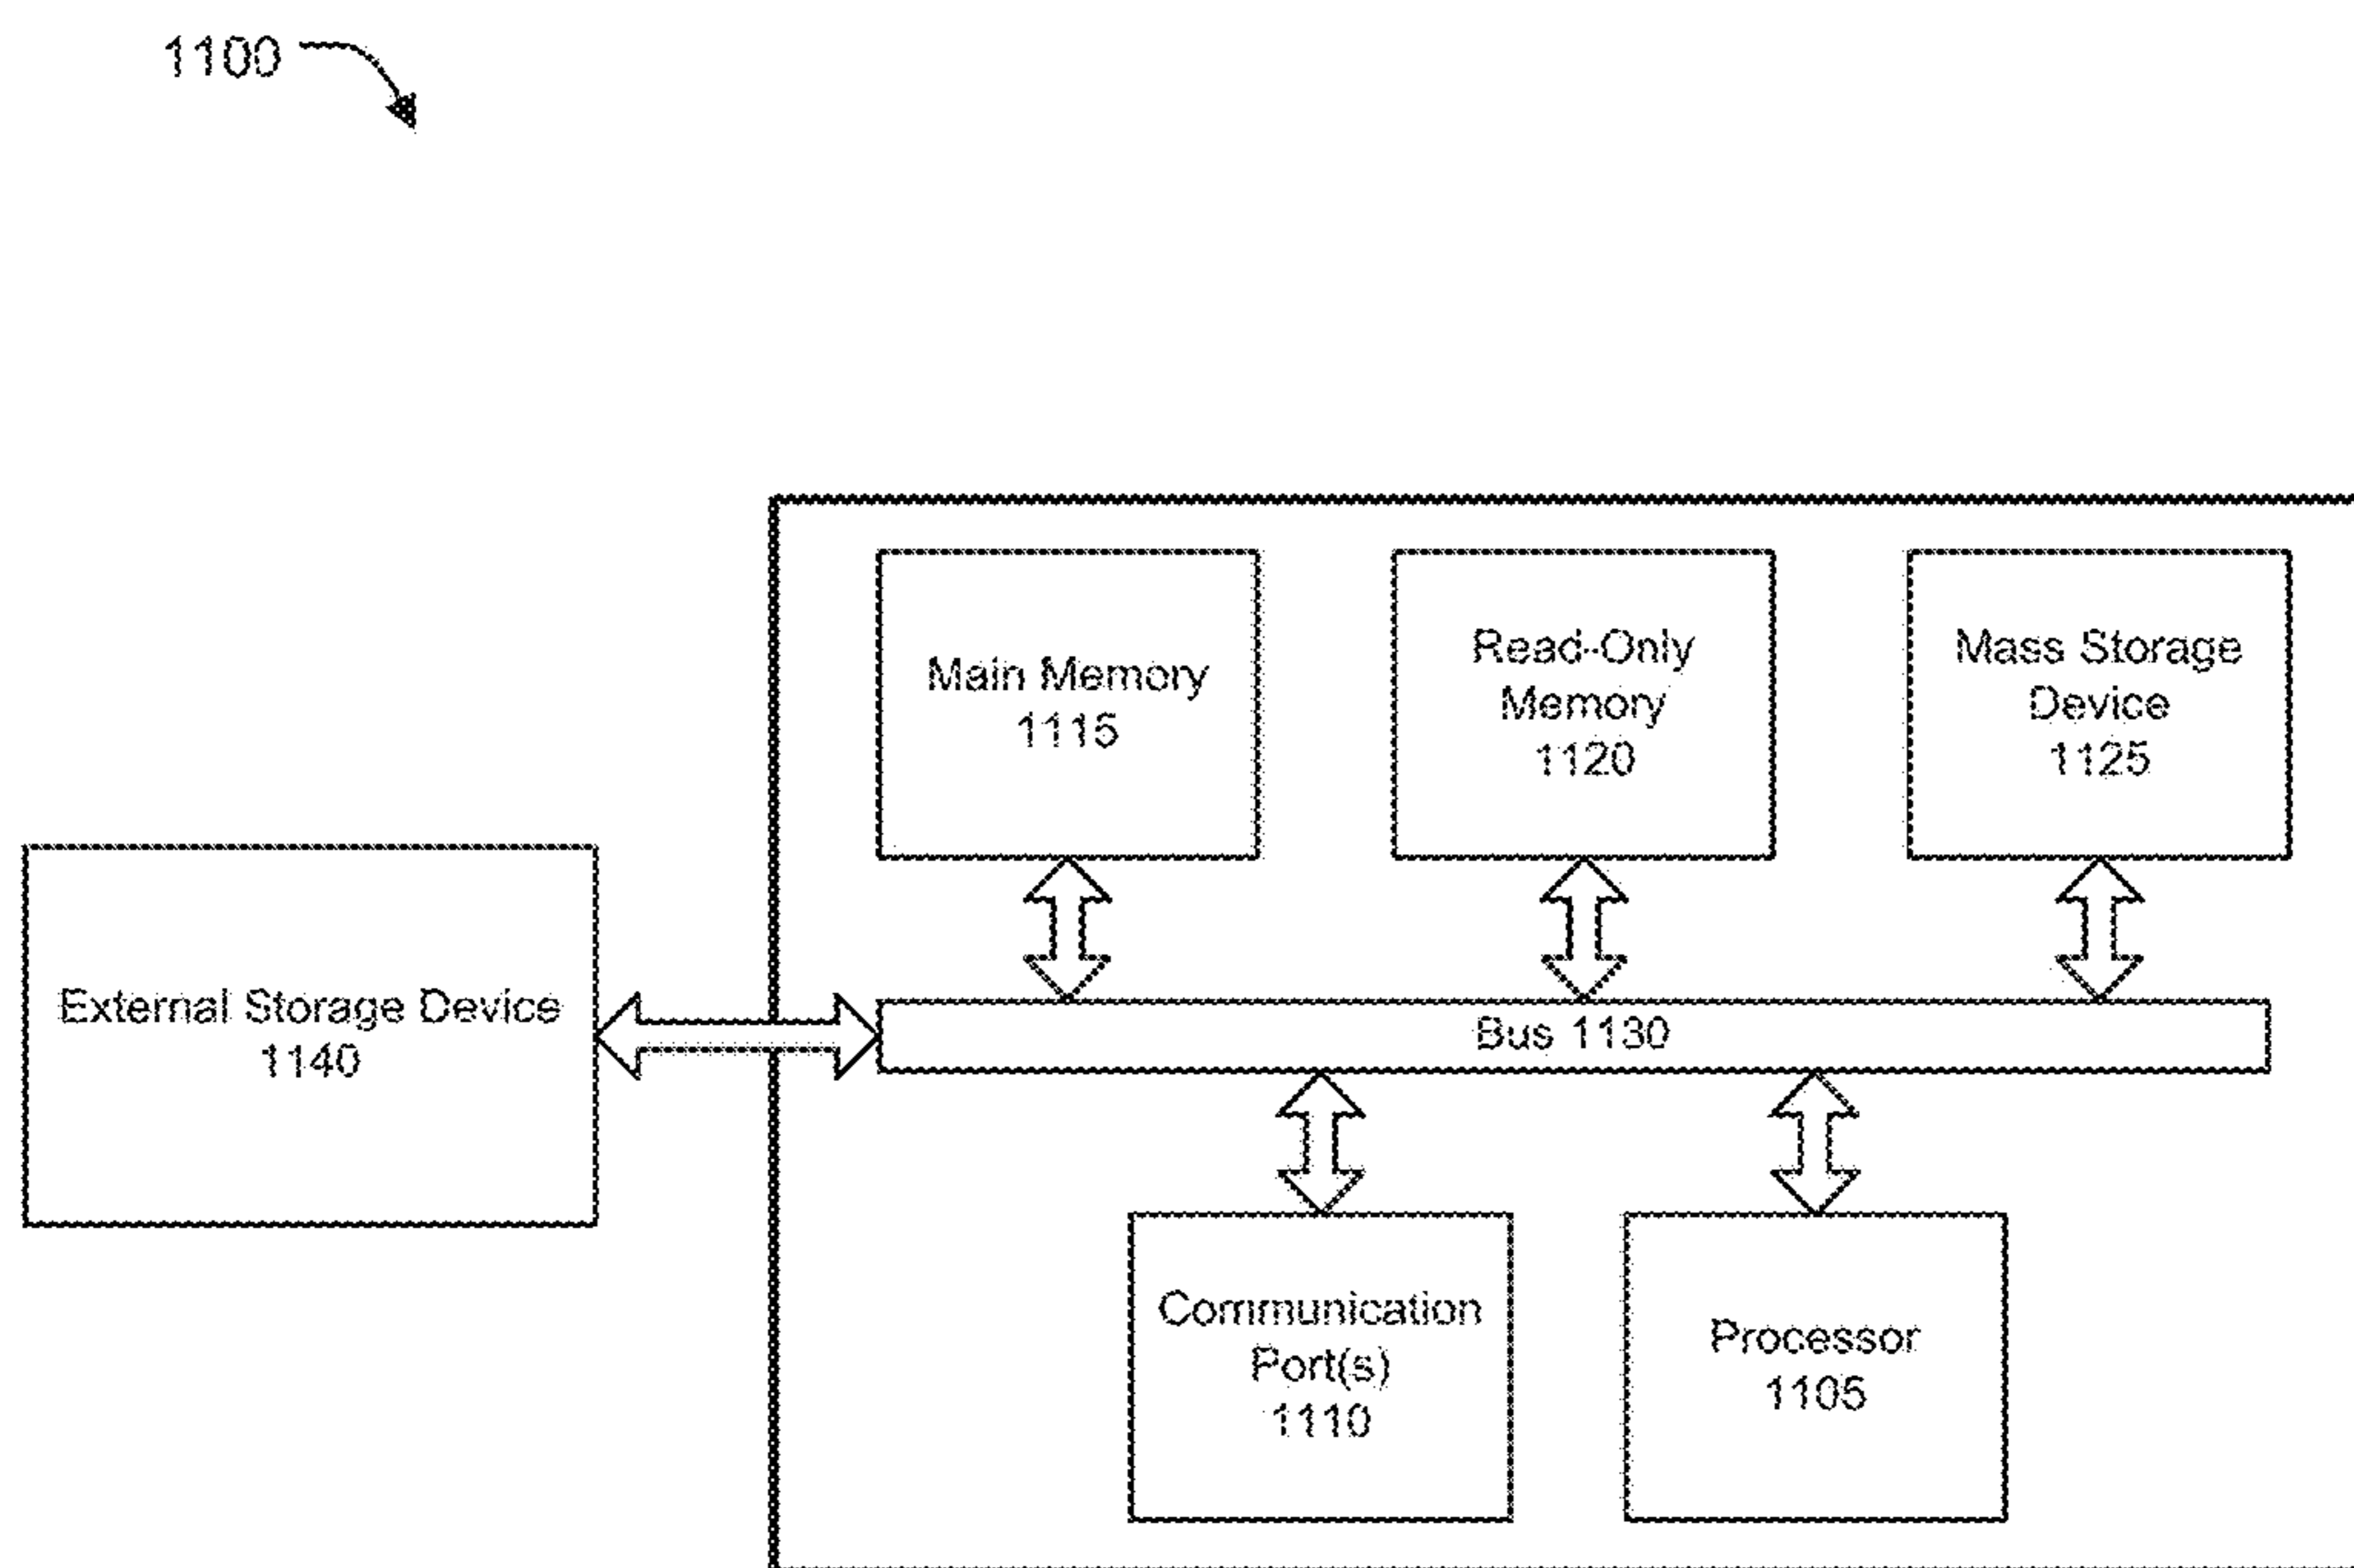 1100
Main Memory
1115
Read-Only
Memory
1120
Mass Storage
Device
1125
External Storage Device
1140
Bus 1130
Communication
Port(s)
1110
Processor
1105